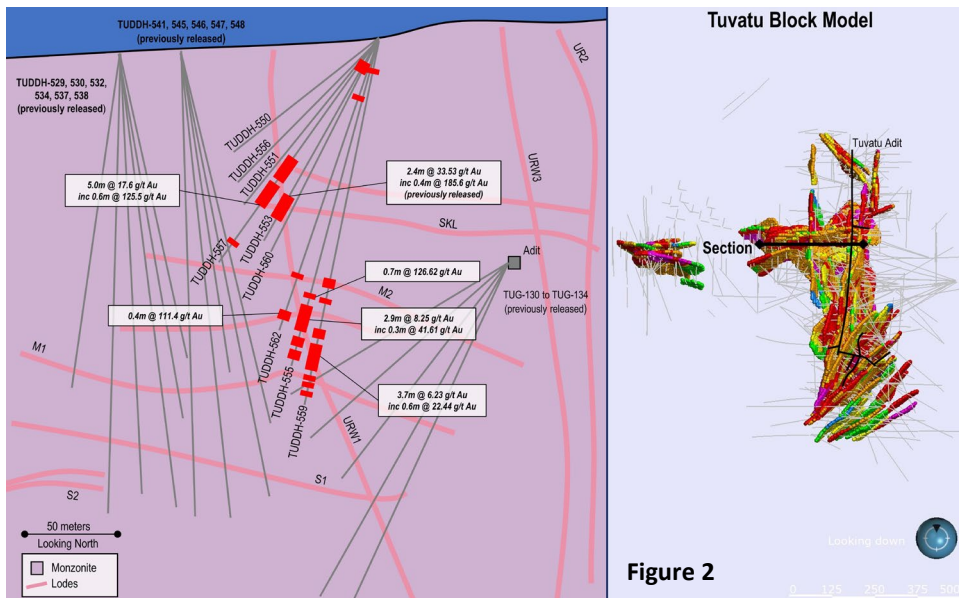 TUDDH-541, 545, 546, 547, 548
(previously released)
TUDDH-529, 530, 532,
534, 537, 538
(previously released)
TUDDH-550
TUDDH-556
TUDDH-551
UR2
URW3
5.0m @ 17.6 g/t Au
inc 0.6m @ 125.5 g/t Au
2.4m @ 33.53 g/t Au
inc 0.4m @ 185.6 g/t Au
(previously released)
TUDDH-557
TUDDH-553
TUDDH-560
SKL
Adit
TUG-130 to TUG-134
(previously released)
0.7m @ 126.62 g/t Au
M2
0.4m @ 111.4 g/t Au
2.9m @ 8.25 g/t Au
inc 0.3m @ 41.61 g/t Au
M1
TUDDH-562
TUDDH-555
TUDDH-559
3.7m @ 6.23 g/t Au
inc 0.6m @ 22.44 g/t Au
URW1
S1
S2
50 meters
Looking North
Monzonite
Lodes
Tuvatu Block Model
Tuvatu Adit
Section
Looking down
Figure 2
0 125 250 375 500